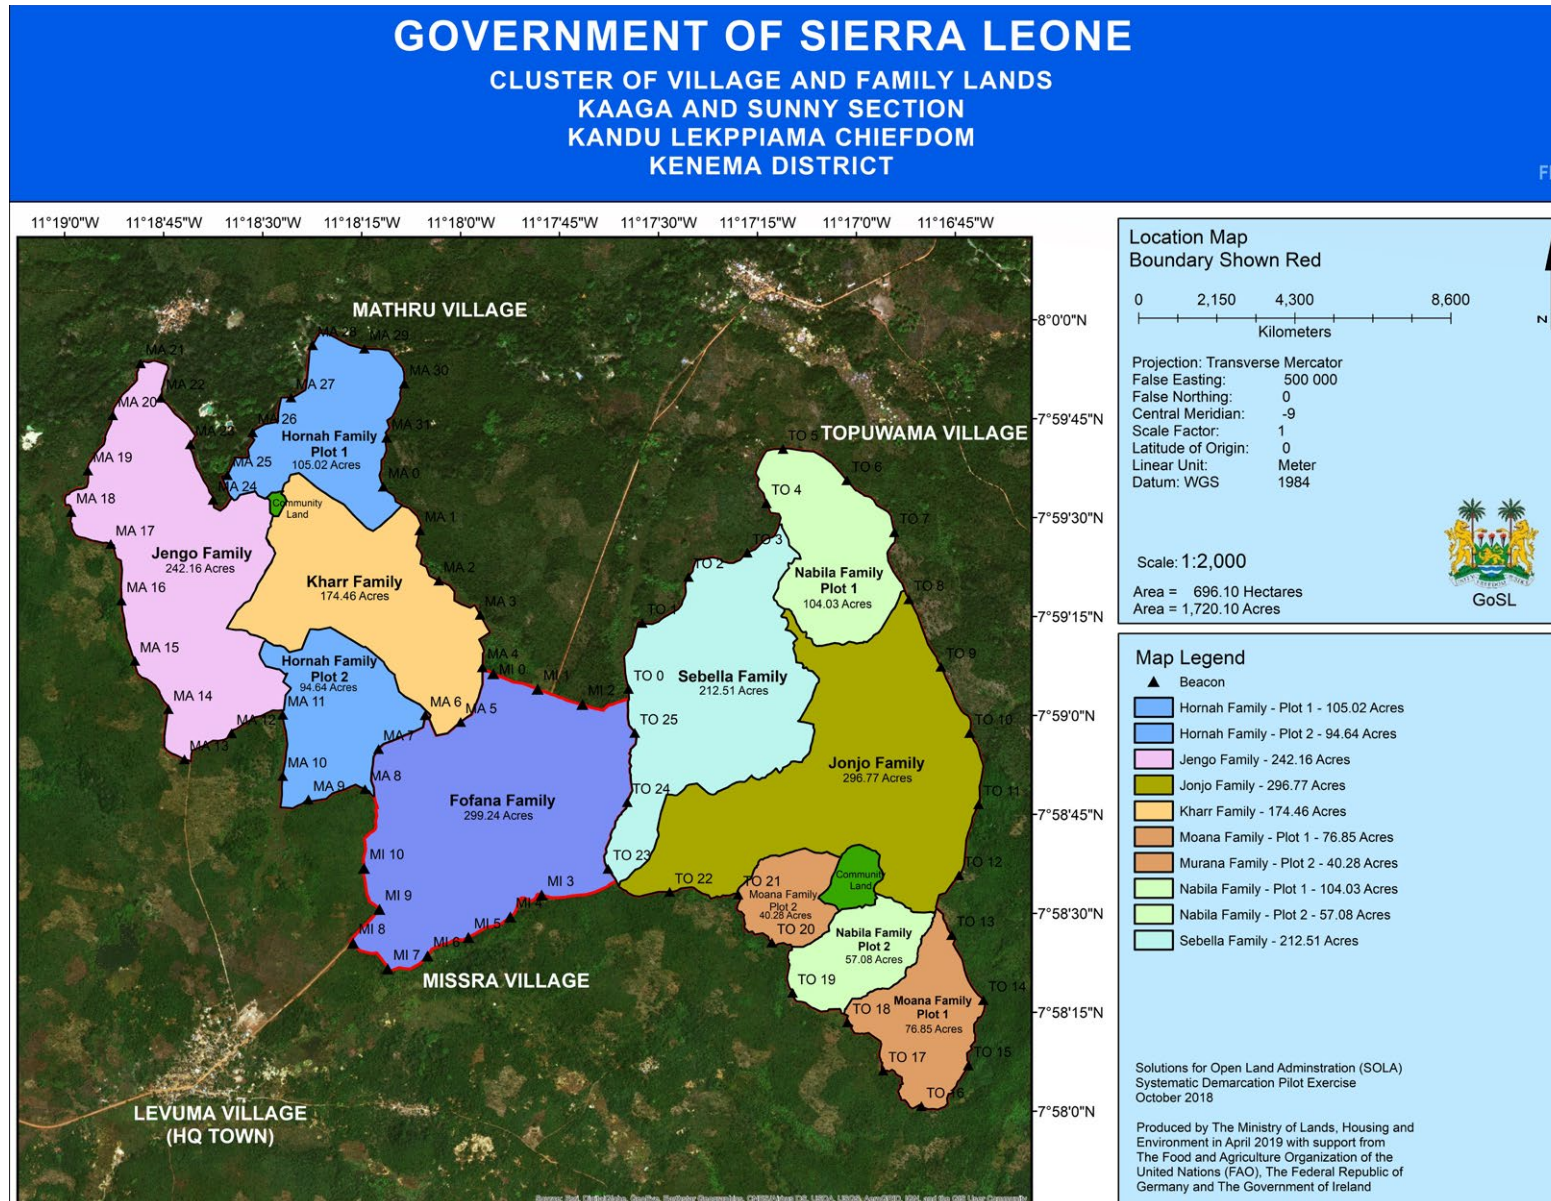 GOVERNMENT OF SIERRA LEONE
CLUSTER OF VILLAGE AND FAMILY LANDS
KAAGA AND SUNNY SECTION
KANDU LEKPPIAMA CHIEFDOM
KENEMA DISTRICT
11°19'0"W 11°18'45"W 11°18'30"W 11°18'15"W 11°18'0"W 11°17'45"W 11°17'30"W 11°17'15"W 11°17'0"W 11°16'45"W
8°0'0"N
7°59'45"N
7°59'30"N
7°59'15"N
7°59'0"N
7°58'45"N
7°58'30"N
7°58'15"N
7°58'0"N
MATHRU VILLAGE
TOPUWAMA VILLAGE
MISSRA VILLAGE
LEVUMA VILLAGE
(HQ TOWN)
MA 28
MA 29
MA 21
MA 22
MA 27
MA 30
MA 20
MA 26
MA 31
MA 23
MA 19
MA 25
MA 0
MA 24
MA 18
MA 1
MA 17
MA 2
MA 16
MA 3
MA 15
MA 4
MA 14
MA 11
MA 6
MA 5
MA 12
MA 13
MA 7
MA 10
MA 8
MA 9
Hornah Family
Plot 1
105.02 Acres
Community
Land
Jengo Family
242.16 Acres
Kharr Family
174.46 Acres
Hornah Family
Plot 2
94.64 Acres
Fofana Family
299.24 Acres
MI 0
MI 1
MI 2
MI 10
MI 9
MI 8
MI 7
MI 6
MI 5
MI 4
MI 3
TO 5
TO 6
TO 4
TO 7
TO 3
TO 2
TO 8
TO 1
TO 9
TO 0
TO 25
TO 10
TO 24
TO 11
TO 23
TO 12
TO 22
TO 21
TO 13
TO 20
TO 19
TO 14
TO 18
TO 15
TO 17
TO 16
Nabila Family
Plot 1
104.03 Acres
Sebella Family
212.51 Acres
Jonjo Family
296.77 Acres
Community
Land
Moana Family
Plot 2
40.28 Acres
Nabila Family
Plot 2
57.08 Acres
Moana Family
Plot 1
76.85 Acres
Location Map
Boundary Shown Red
0 2,150 4,300 8,600
Kilometers
N
Projection: Transverse Mercator
False Easting: 500 000
False Northing: 0
Central Meridian: -9
Scale Factor: 1
Latitude of Origin: 0
Linear Unit: Meter
Datum: WGS 1984
Scale: 1:2,000
Area = 696.10 Hectares
Area = 1,720.10 Acres
GoSL
Map Legend
Beacon
Hornah Family - Plot 1 - 105.02 Acres
Hornah Family - Plot 2 - 94.64 Acres
Jengo Family - 242.16 Acres
Jonjo Family - 296.77 Acres
Kharr Family - 174.46 Acres
Moana Family - Plot 1 - 76.85 Acres
Murana Family - Plot 2 - 40.28 Acres
Nabila Family - Plot 1 - 104.03 Acres
Nabila Family - Plot 2 - 57.08 Acres
Sebella Family - 212.51 Acres
Solutions for Open Land Adminstration (SOLA)
Systematic Demarcation Pilot Exercise
October 2018
Produced by The Ministry of Lands, Housing and
Environment in April 2019 with support from
The Food and Agriculture Organization of the
United Nations (FAO), The Federal Republic of
Germany and The Government of Ireland